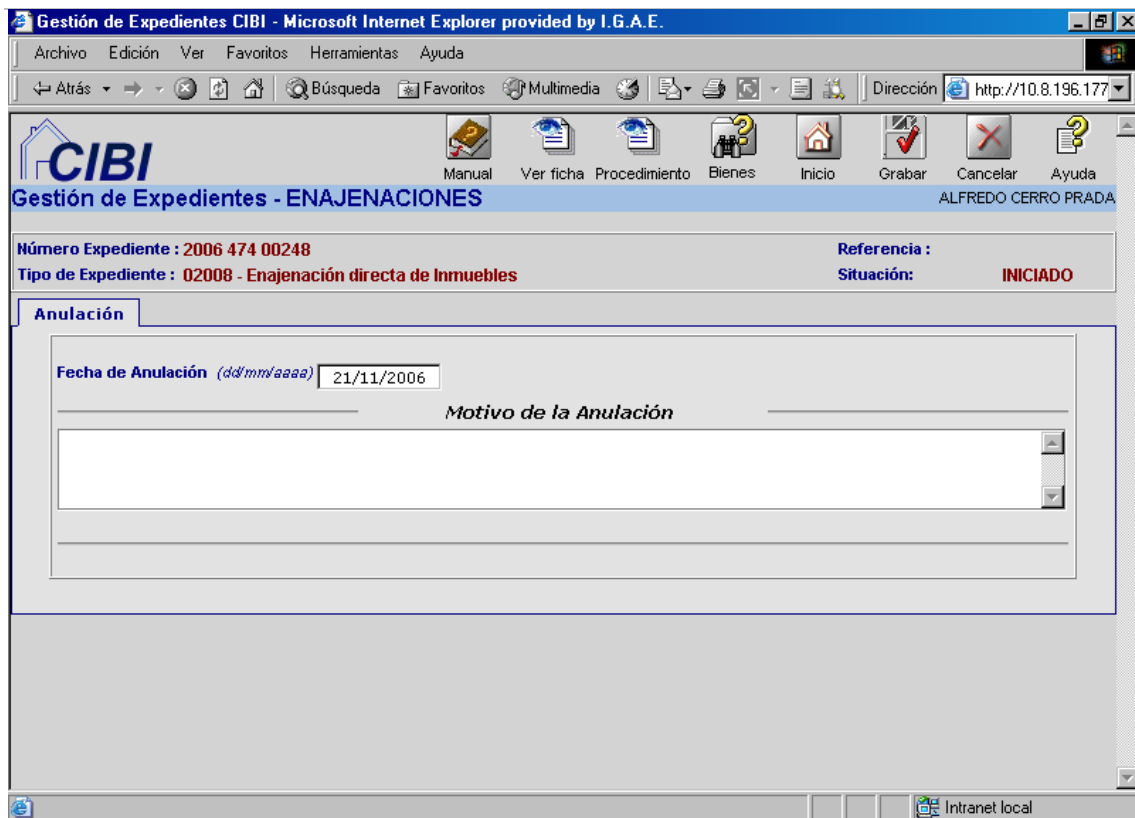 Gestión de Expedientes CIBI - Microsoft Internet Explorer provided by I.G.A.E.
Archivo Edición Ver Favoritos Herramientas Ayuda
Atrás Búsqueda Favoritos Multimedia Dirección http://10.8.196.177
CIBI
Manual Ver ficha Procedimiento Bienes Inicio Grabar Cancelar Ayuda
Gestión de Expedientes - ENAJENACIONES ALFREDO CERRO PRADA
Número Expediente : 2006 474 00248 Referencia :
Tipo de Expediente : 02008 - Enajenación directa de Inmuebles Situación: INICIADO
Anulación
Fecha de Anulación (dd/mm/aaaa) 21/11/2006
Motivo de la Anulación
Intranet local